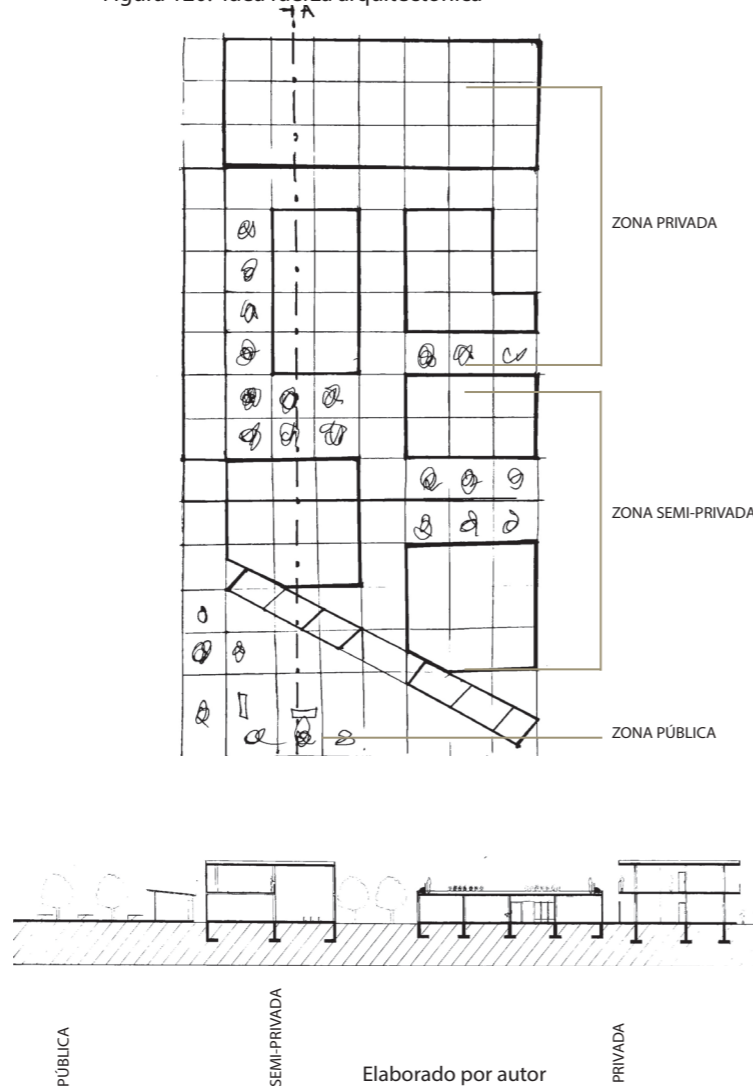 A
ZONA PRIVADA
ZONA SEMI-PRIVADA
ZONA PÚBLICA
PÚBLICA
SEMI-PRIVADA
PRIVADA
Elaborado por autor